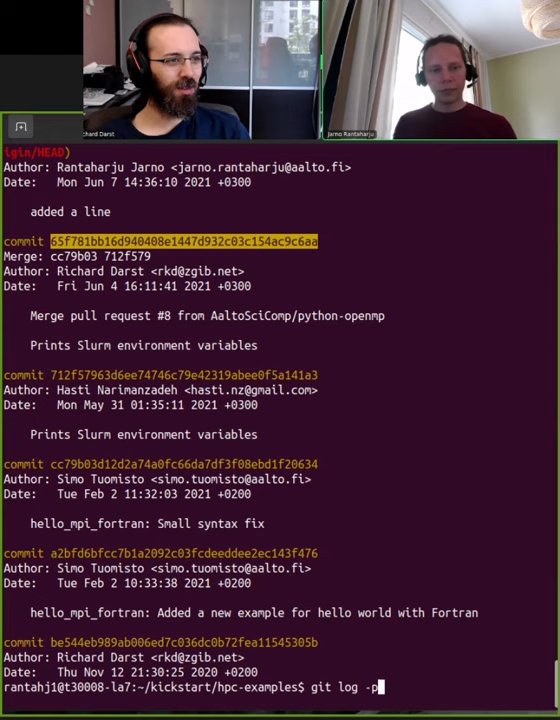 chard Darst
Jarno Rantaharju
igin/HEAD)
Author: Rantaharju Jarno <jarno.rantaharju@aalto.fi>
Date:   Mon Jun 7 14:36:10 2021 +0300
added a line
commit 65f781bb16d940408e1447d932c03c154ac9c6aa
Merge: cc79b03 712f579
Author: Richard Darst <rkd@zgib.net>
Date:   Fri Jun 4 16:11:41 2021 +0300
Merge pull request #8 from AaltoSciComp/python-openmp
Prints Slurm environment variables
commit 712f57963d6ee74746c79e42319abee0f5a141a3
Author: Hasti Narimanzadeh <hasti.nz@gmail.com>
Date:   Mon May 31 01:35:11 2021 +0300
Prints Slurm environment variables
commit cc79b03d12d2a74a0fc66da7df3f08ebd1f20634
Author: Simo Tuomisto <simo.tuomisto@aalto.fi>
Date:   Tue Feb 2 11:32:03 2021 +0200
hello_mpi_fortran: Small syntax fix
commit a2bfd6bfcc7b1a2092c03fcdeeddee2ec143f476
Author: Simo Tuomisto <simo.tuomisto@aalto.fi>
Date:   Tue Feb 2 10:33:38 2021 +0200
hello_mpi_fortran: Added a new example for hello world with Fortran
commit be544eb989ab006ed7c036dc0b72fea11545305b
Author: Richard Darst <rkd@zgib.net>
Date:   Thu Nov 12 21:30:25 2020 +0200
rantahj1@t30008-la7:~/kickstart/hpc-examples$ git log -p